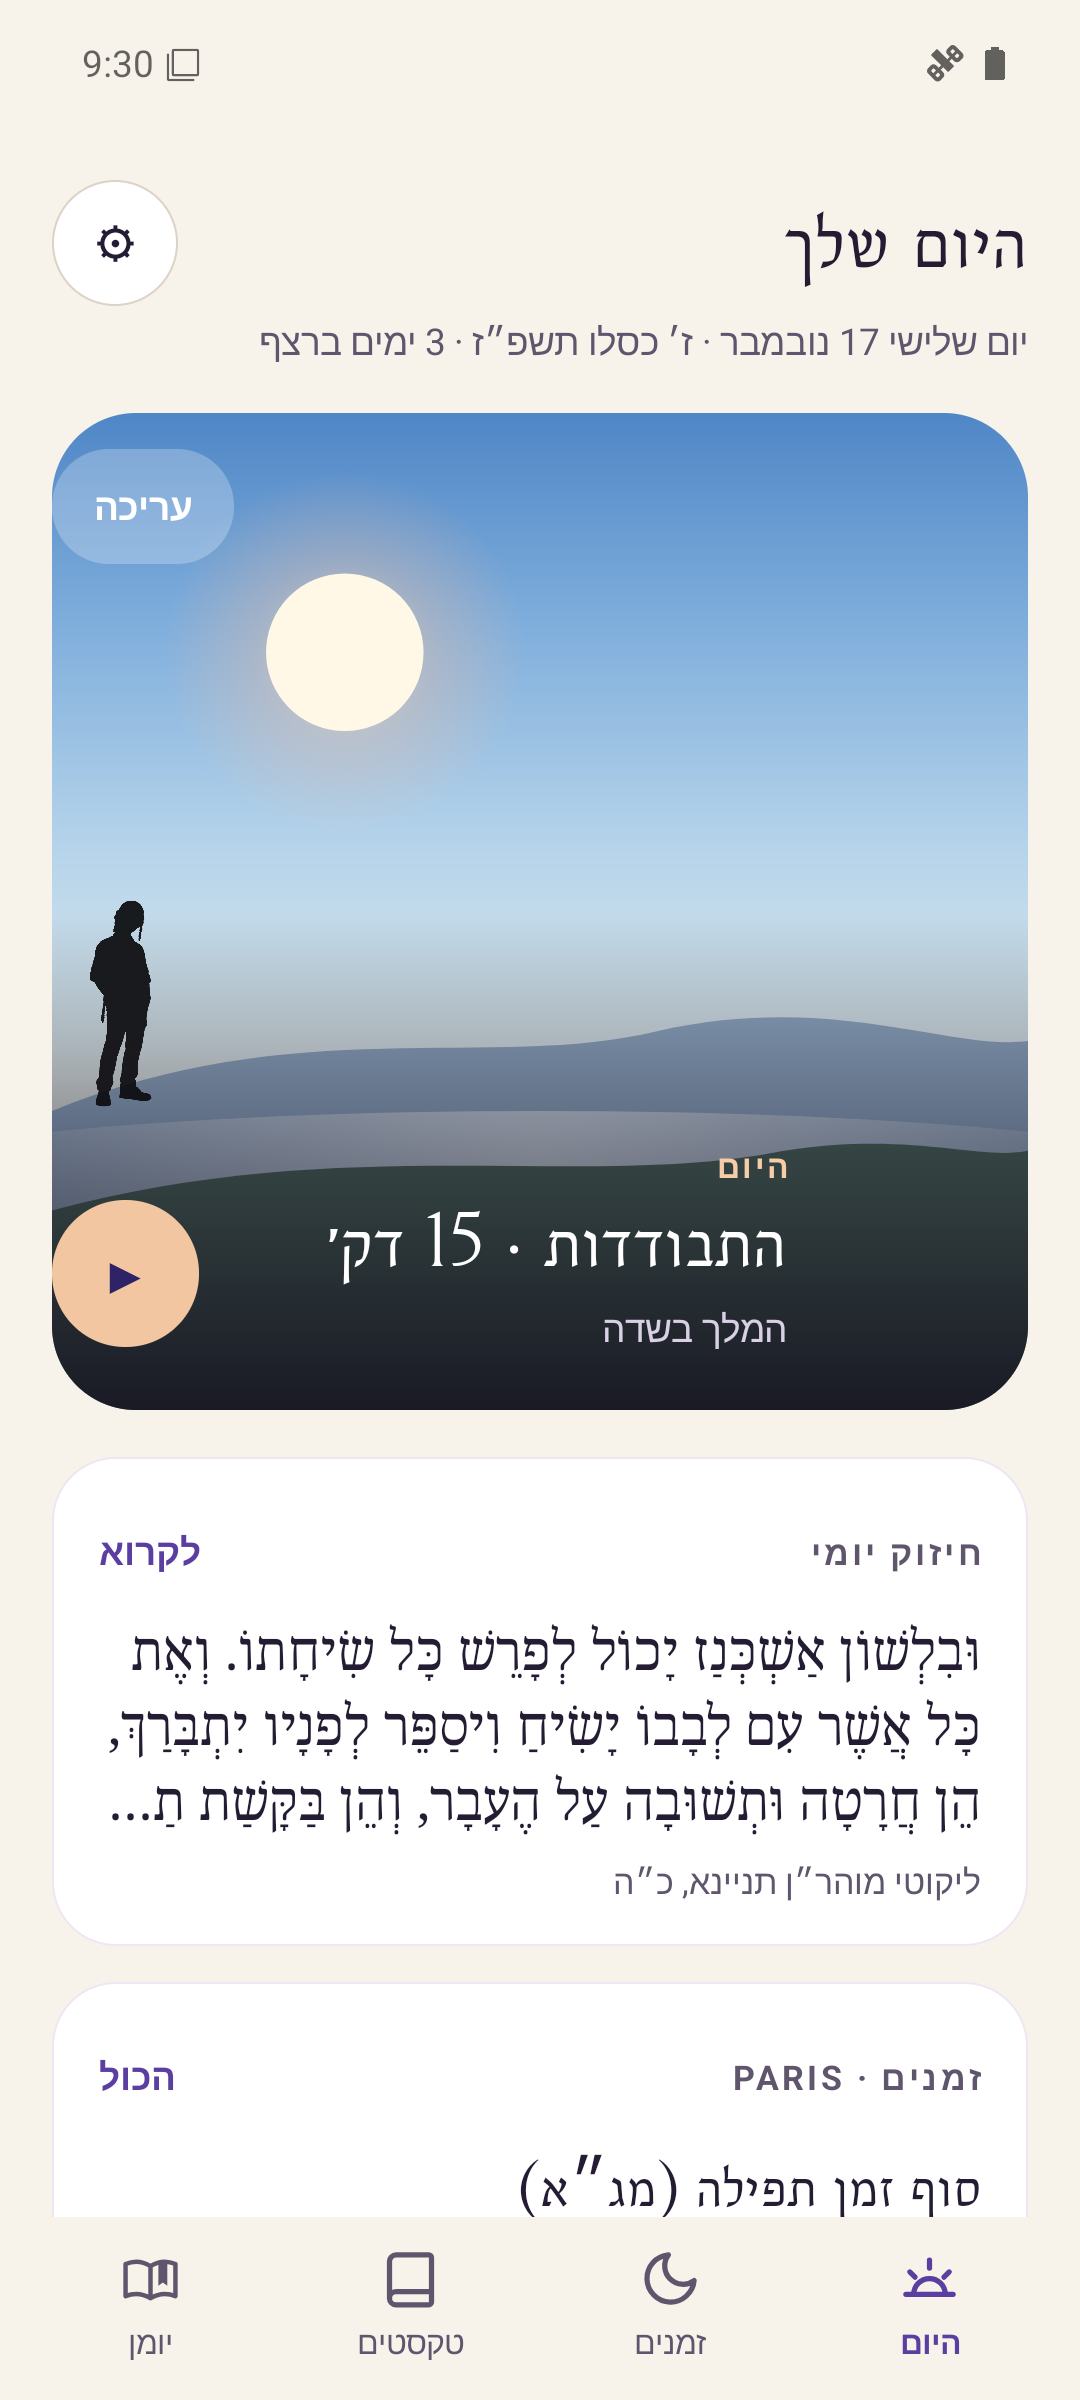 9:30
היום שלך
יום שלישי 17 נובמבר · ז׳ כסלו תשפ״ז · 3 ימים ברצף
עריכה
היום
התבודדות · 15 דק׳
המלך בשדה
חיזוק יומי
לקרוא
וּבִלְשׁוֹן אַשְׁכְּנַז יָכוֹל לְפָרֵשׁ כָּל שִׂיחָתוֹ. וְאֶת
כָּל אֲשֶׁר עִם לְבָבוֹ יָשִׂיחַ וִיסַפֵּר לְפָנָיו יִתְבָּרַךְ,
הֵן חֲרָטָה וּתְשׁוּבָה עַל הֶעָבָר, וְהֵן בַּקָּשַׁת תַ...
ליקוטי מוהר״ן תניינא, כ״ה
זמנים · PARIS
הכול
סוף זמן תפילה (מג״א)
היום
זמנים
טקסטים
יומן